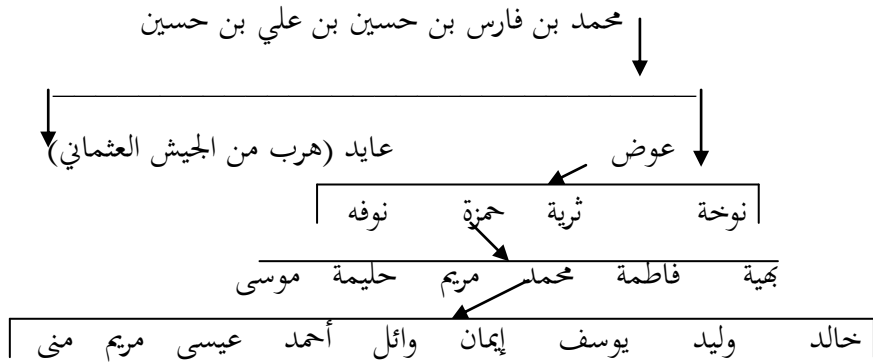 محمد بن فارس بن حسين بن علي بن حسين
عوض عايد (هرب من الجيش العثماني)
نوخة ثرية حمزة نوفه
بهية فاطمة محمد مريم حليمة موسى
خالد وليد يوسف إيمان وائل أحمد عيسى مريم منى